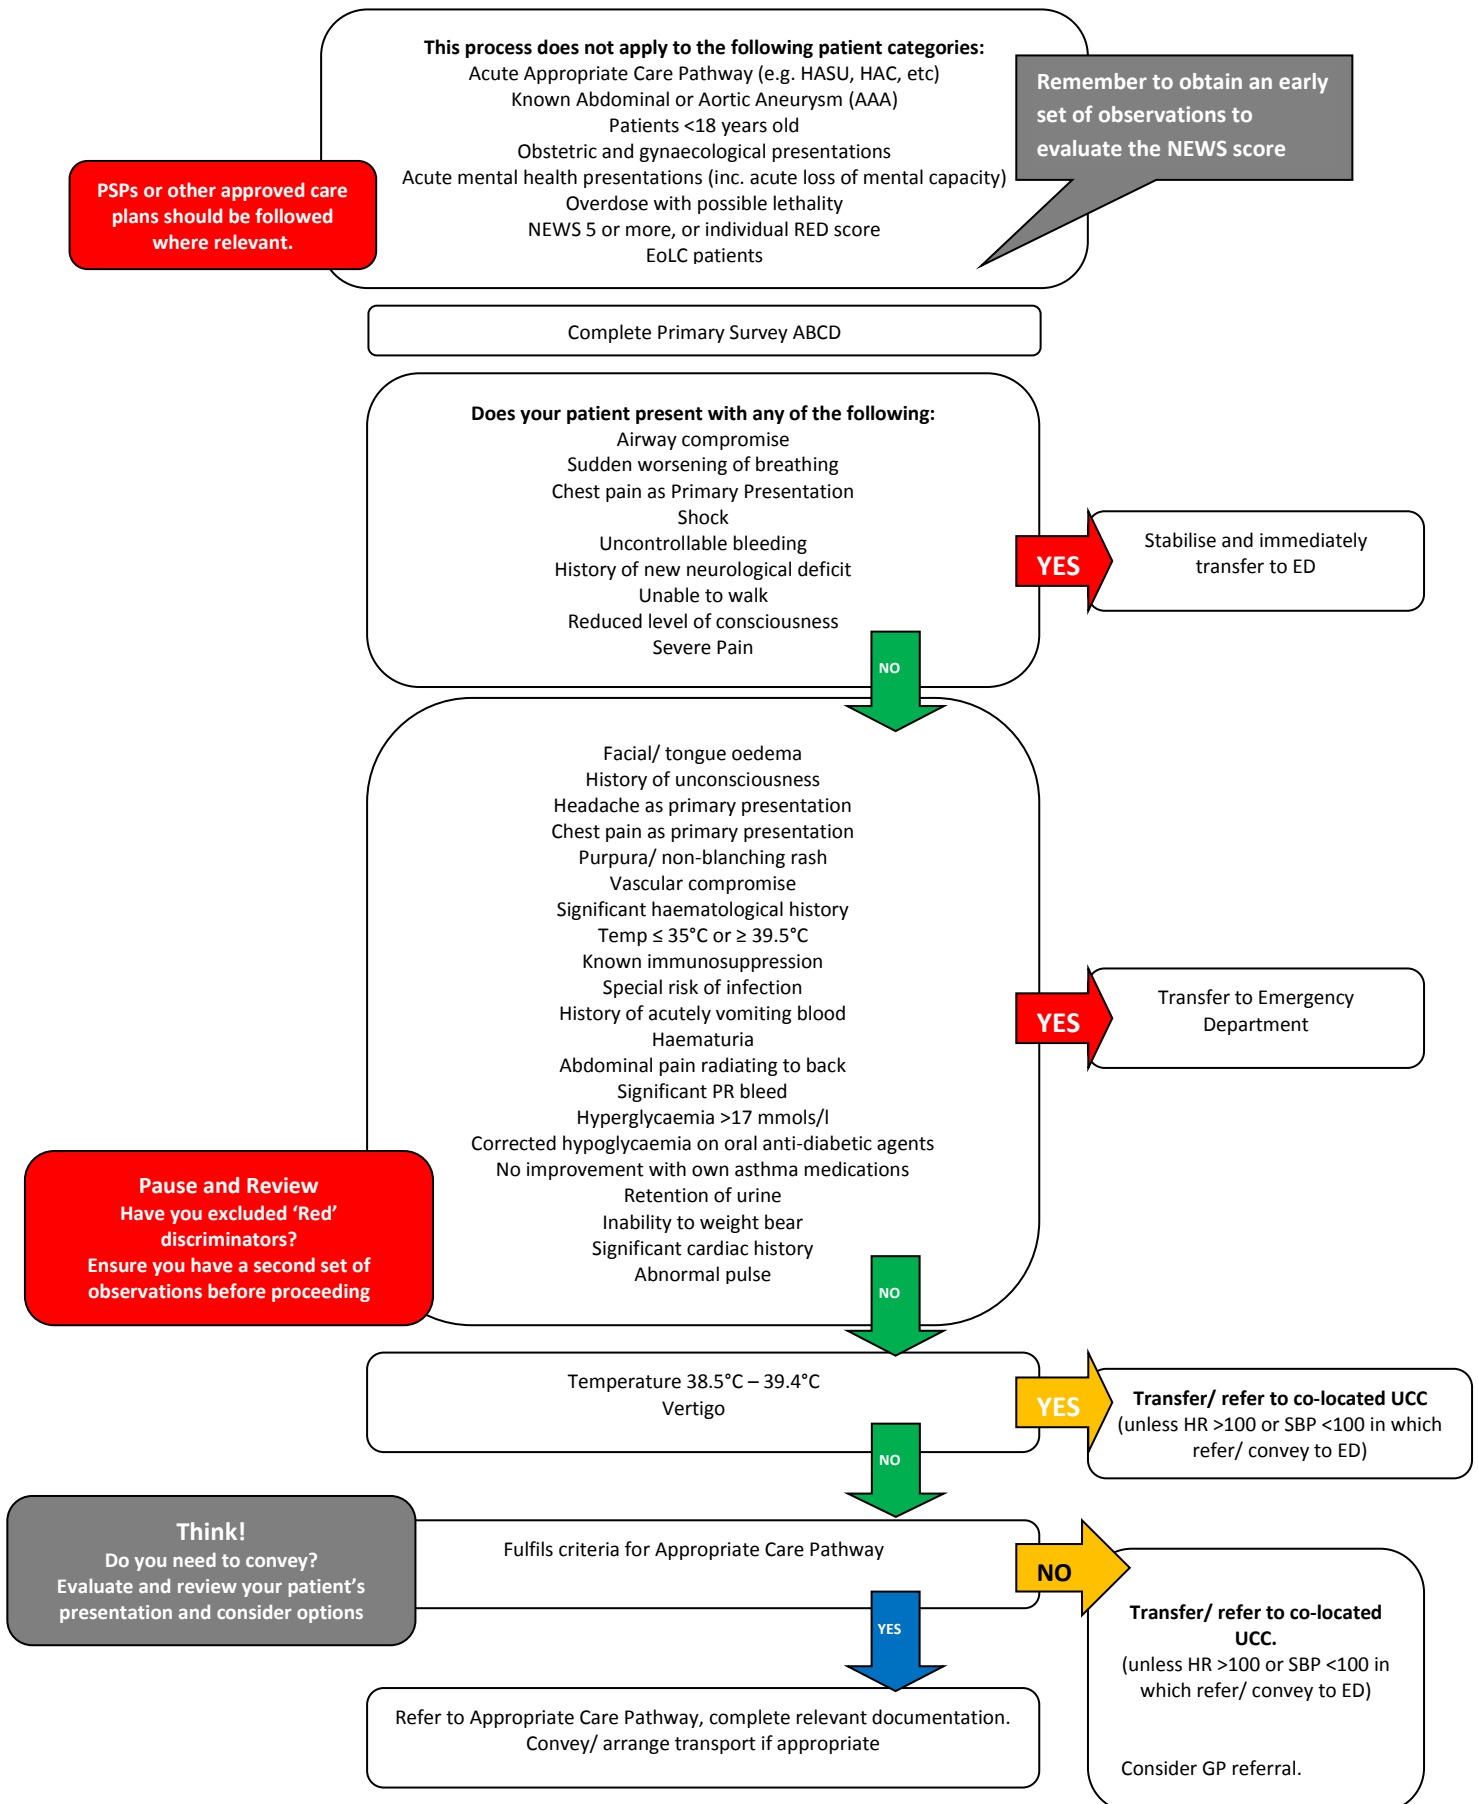 This process does not apply to the following patient categories:
Acute Appropriate Care Pathway (e.g. HASU, HAC, etc)
Known Abdominal or Aortic Aneurysm (AAA)
Patients <18 years old
Obstetric and gynaecological presentations
Acute mental health presentations (inc. acute loss of mental capacity)
Overdose with possible lethality
NEWS 5 or more, or individual RED score
EoLC patients
Remember to obtain an early
set of observations to
evaluate the NEWS score
PSPs or other approved care
plans should be followed
where relevant.
Complete Primary Survey ABCD
Does your patient present with any of the following:
Airway compromise
Sudden worsening of breathing
Chest pain as Primary Presentation
Shock
Uncontrollable bleeding
History of new neurological deficit
Unable to walk
Reduced level of consciousness
Severe Pain
YES
Stabilise and immediately
transfer to ED
NO
Facial/ tongue oedema
History of unconsciousness
Headache as primary presentation
Chest pain as primary presentation
Purpura/ non-blanching rash
Vascular compromise
Significant haematological history
Temp ≤ 35°C or ≥ 39.5°C
Known immunosuppression
Special risk of infection
History of acutely vomiting blood
Haematuria
Abdominal pain radiating to back
Significant PR bleed
Hyperglycaemia >17 mmols/l
Corrected hypoglycaemia on oral anti-diabetic agents
No improvement with own asthma medications
Retention of urine
Inability to weight bear
Significant cardiac history
Abnormal pulse
YES
Transfer to Emergency
Department
Pause and Review
Have you excluded ‘Red’
discriminators?
Ensure you have a second set of
observations before proceeding
NO
Temperature 38.5°C – 39.4°C
Vertigo
YES
Transfer/ refer to co-located UCC
(unless HR >100 or SBP <100 in which
refer/ convey to ED)
NO
Think!
Do you need to convey?
Evaluate and review your patient’s
presentation and consider options
Fulfils criteria for Appropriate Care Pathway
NO
Transfer/ refer to co-located
UCC.
(unless HR >100 or SBP <100 in
which refer/ convey to ED)
Consider GP referral.
YES
Refer to Appropriate Care Pathway, complete relevant documentation.
Convey/ arrange transport if appropriate